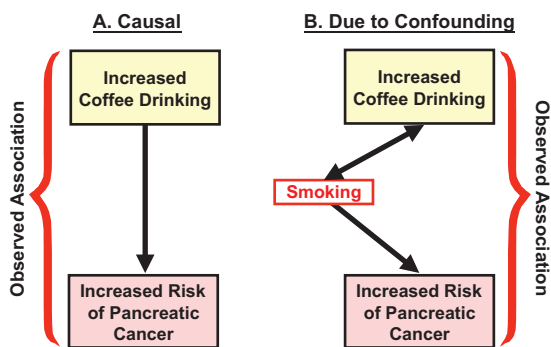 A. Causal
Observed Association
Increased
Coffee Drinking
Increased Risk
of Pancreatic
Cancer
B. Due to Confounding
Increased
Coffee Drinking
Smoking
Increased Risk
of Pancreatic
Cancer
Observed Association